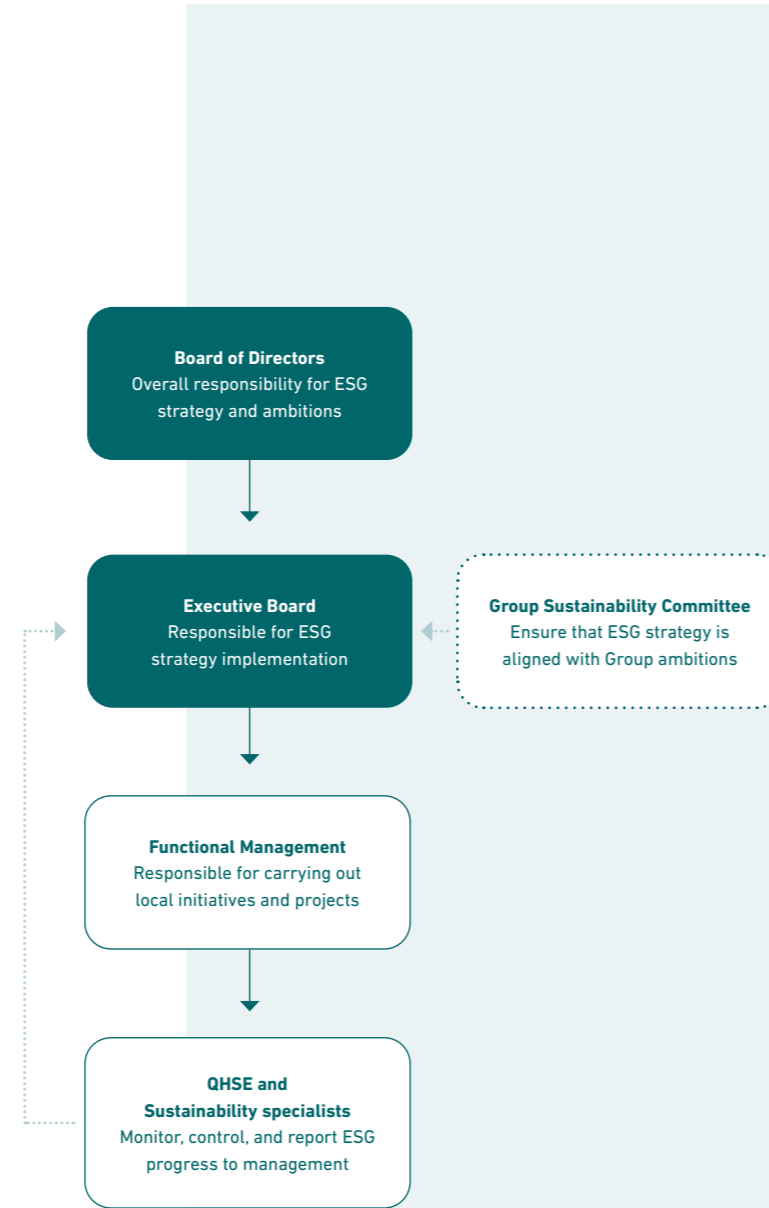 Board of Directors
Overall responsibility for ESG
strategy and ambitions
Executive Board
Responsible for ESG
strategy implementation
Group Sustainability Committee
Ensure that ESG strategy is
aligned with Group ambitions
Functional Management
Responsible for carrying out
local initiatives and projects
QHSE and
Sustainability specialists
Monitor, control, and report ESG
progress to management